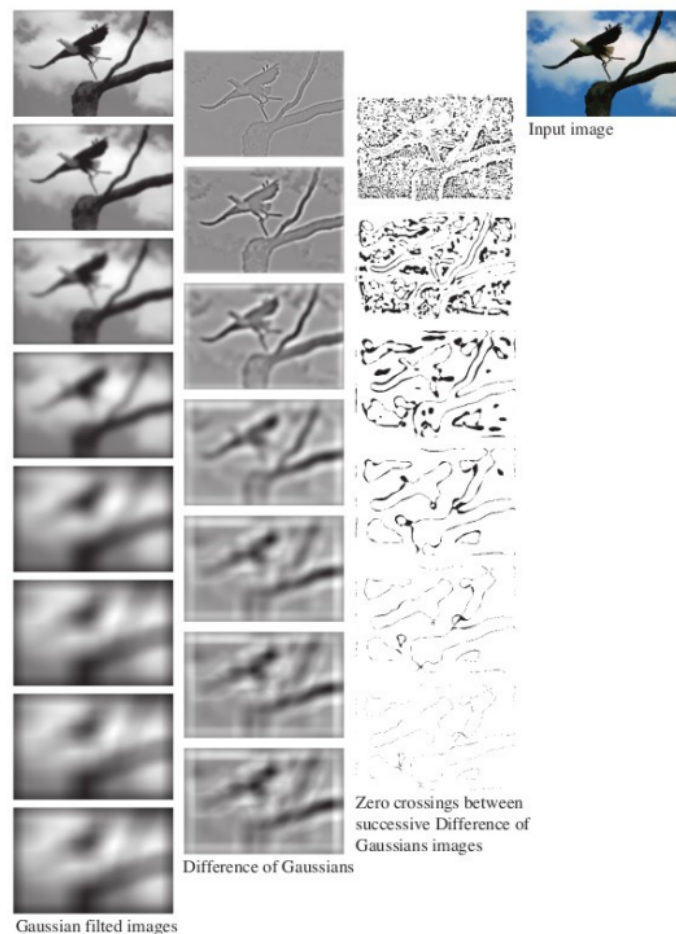 Input image
Zero crossings between
successive Difference of
Gaussians images
Difference of Gaussians
Gaussian filted images